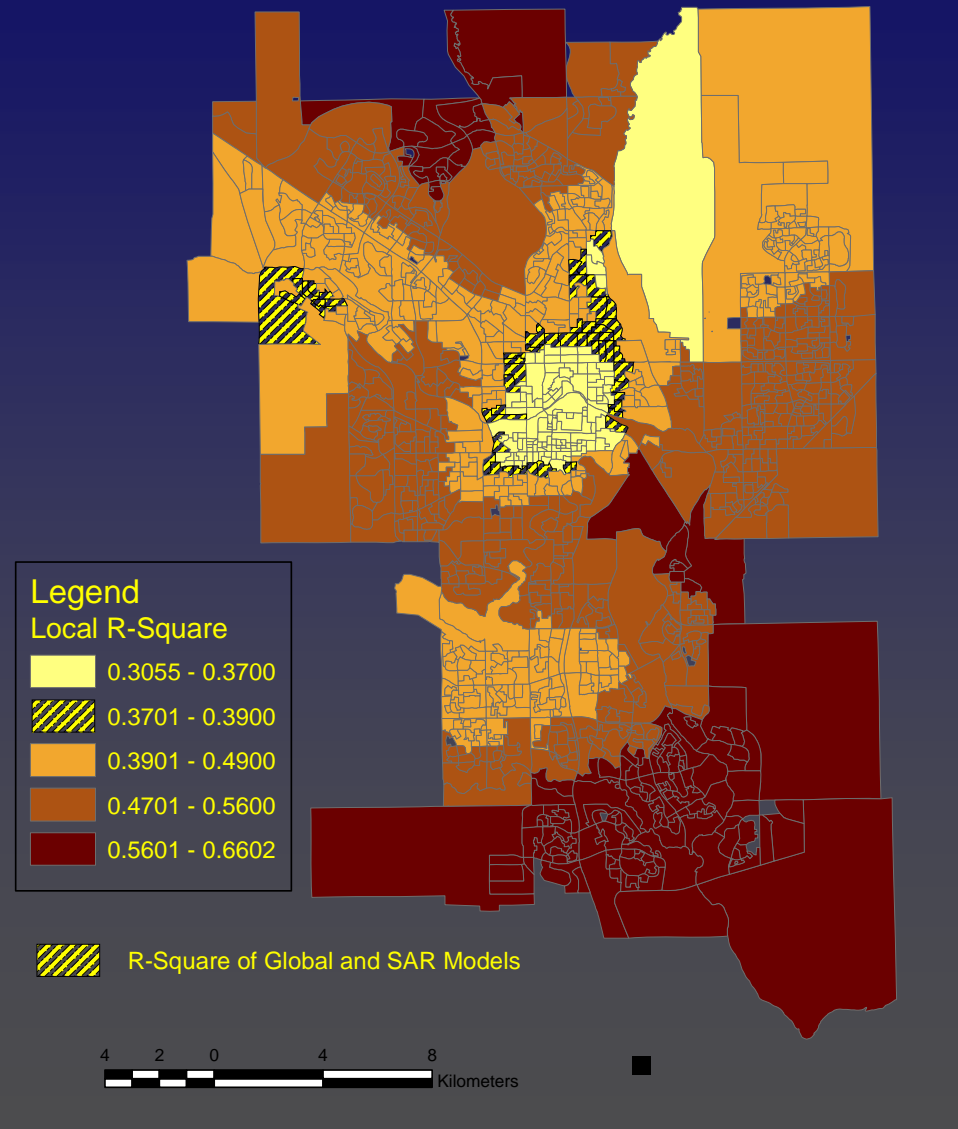 Legend
Local R-Square
0.3055 - 0.3700
0.3701 - 0.3900
0.3901 - 0.4900
0.4701 - 0.5600
0.5601 - 0.6602
R-Square of Global and SAR Models
4 2 0 4 8
Kilometers